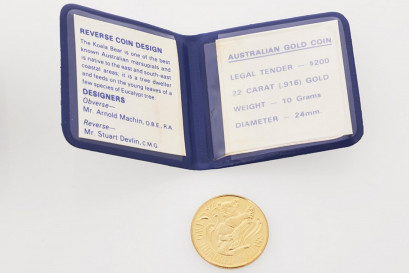 REVERSE COIN DESIGN
The Koala Bear is one of the best
known Australian marsupials and
is native to the east and south-east
coastal areas, it is a tree dweller
and feeds on the young leaves of a
few species of Eucalypt tree.
DESIGNERS
Obverse—
Mr. Arnold Machin, O.B.E., R.A.
Reverse—
Mr. Stuart Devlin, C.M.G.
AUSTRALIAN GOLD COIN
LEGAL TENDER — $200
22 CARAT (.916) GOLD
WEIGHT — 10 Grams
DIAMETER — 24mm.